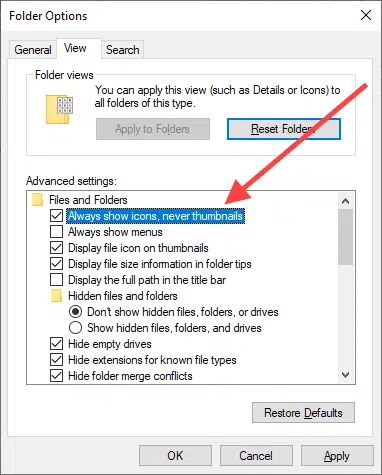 Folder Options
General
View
Search
Folder views
You can apply this view (such as Details or Icons) to
all folders of this type.
Apply to Folders
Reset Folders
Advanced settings:
Files and Folders
Always show icons, never thumbnails
Always show menus
Display file icon on thumbnails
Display file size information in folder tips
Display the full path in the title bar
Hidden files and folders
Don't show hidden files, folders, or drives
Show hidden files, folders, and drives
Hide empty drives
Hide extensions for known file types
Hide folder merge conflicts
Restore Defaults
OK
Cancel
Apply